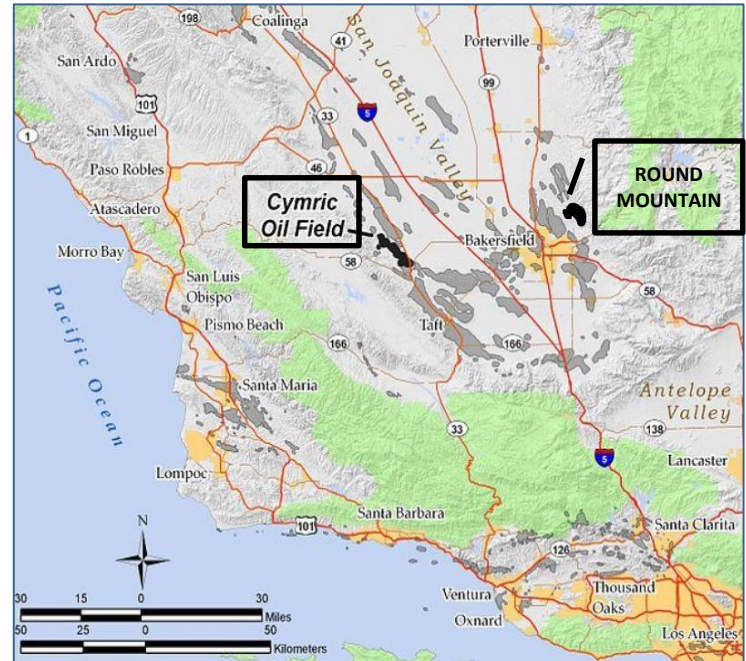 198
Coalinga
41
Porterville
San Ardo
101
San Joaquin Valley
99
33
5
1
San Miguel
46
Paso Robles
ROUND
MOUNTAIN
Cymric
Oil Field
Atascadero
Bakersfield
Morro Bay
58
San Luis
Obispo
58
Pismo Beach
Taft
166
166
Pacific Ocean
Santa Maria
Antelope
Valley
33
138
5
Lancaster
Lompoc
Santa Barbara
101
Santa Clarita
N
126
Ventura
Thousand
Oaks
Oxnard
Los Angeles
30 15 0 30
Miles
50 25 0 50
Kilometers